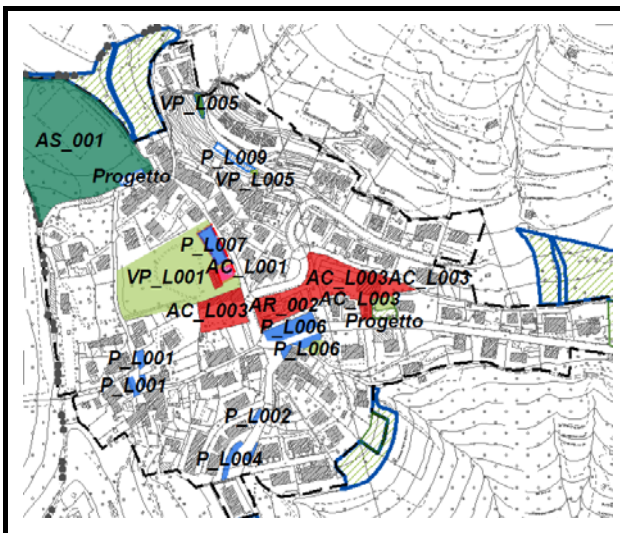 VP_L005
AS_001
P_L009
Progetto
VP_L005
P_L007
AC_L001
VP_L001
AC_L003AC_L003
AC_L003
AR_002
AC_L003
P_L006
Progetto
P_L006
P_L001
P_L001
P_L002
P_L004